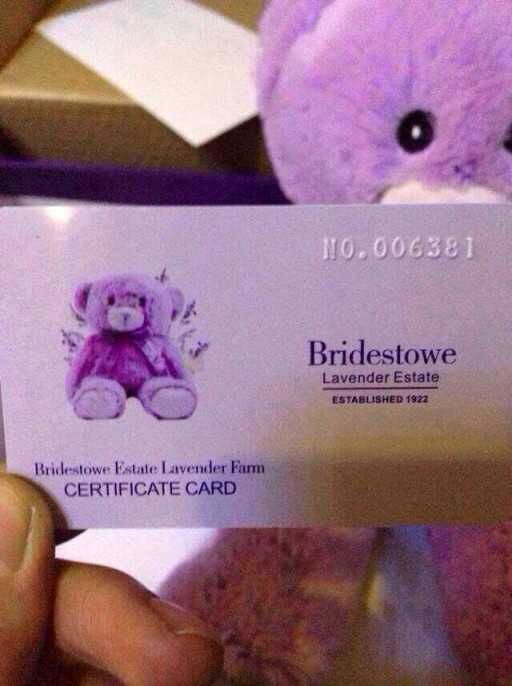 NO.006381
Bridestowe
Lavender Estate
ESTABLISHED 1922
Bridestowe Estate Lavender Farm
CERTIFICATE CARD